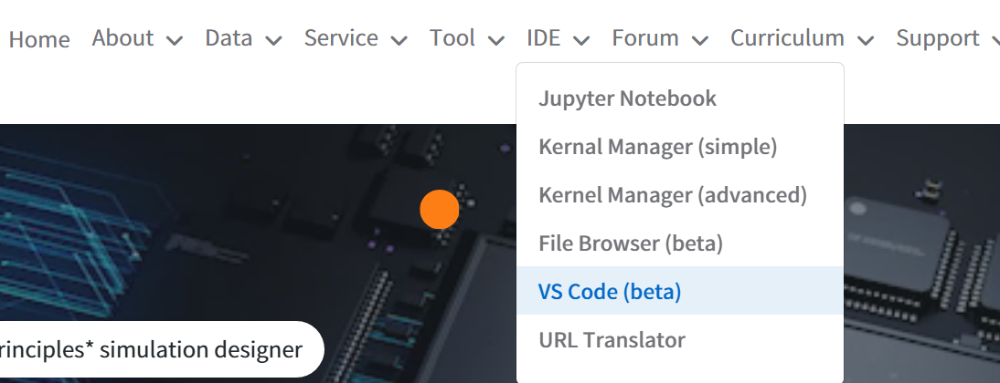 Home About Data Service Tool IDE Forum Curriculum Support
Jupyter Notebook
Kernal Manager (simple)
Kernel Manager (advanced)
File Browser (beta)
VS Code (beta)
URL Translator
simulation designer